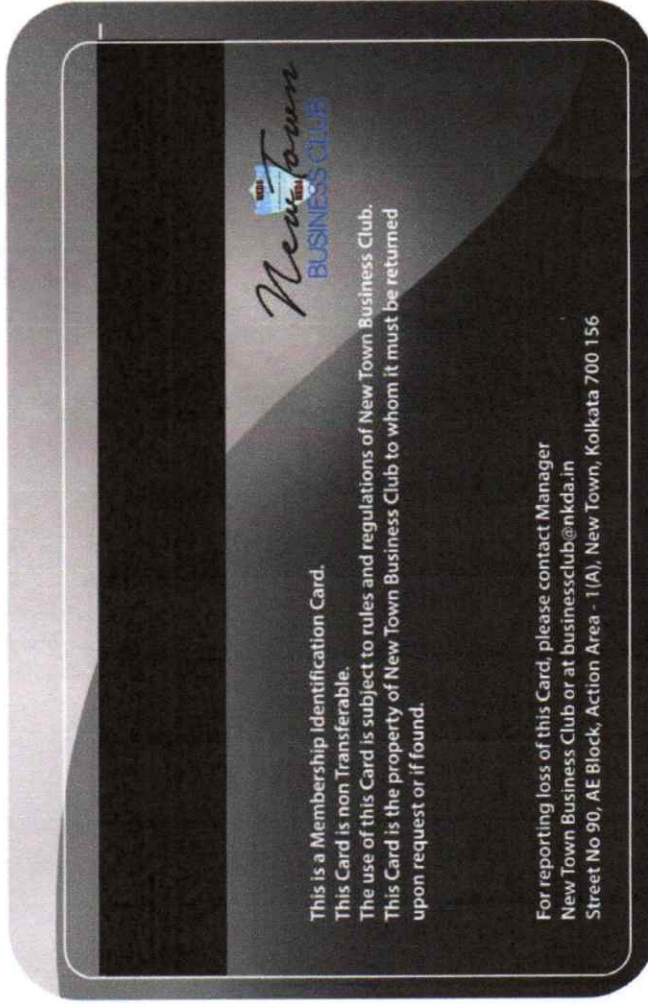 New Town
BUSINESS CLUB
This is a Membership Identification Card.
This Card is non Transferable.
The use of this Card is subject to rules and regulations of New Town Business Club.
This Card is the property of New Town Business Club to whom it must be returned
upon request or if found.
For reporting loss of this Card, please contact Manager
New Town Business Club or at businessclub@nkda.in
Street No 90, AE Block, Action Area - 1(A), New Town, Kolkata 700 156